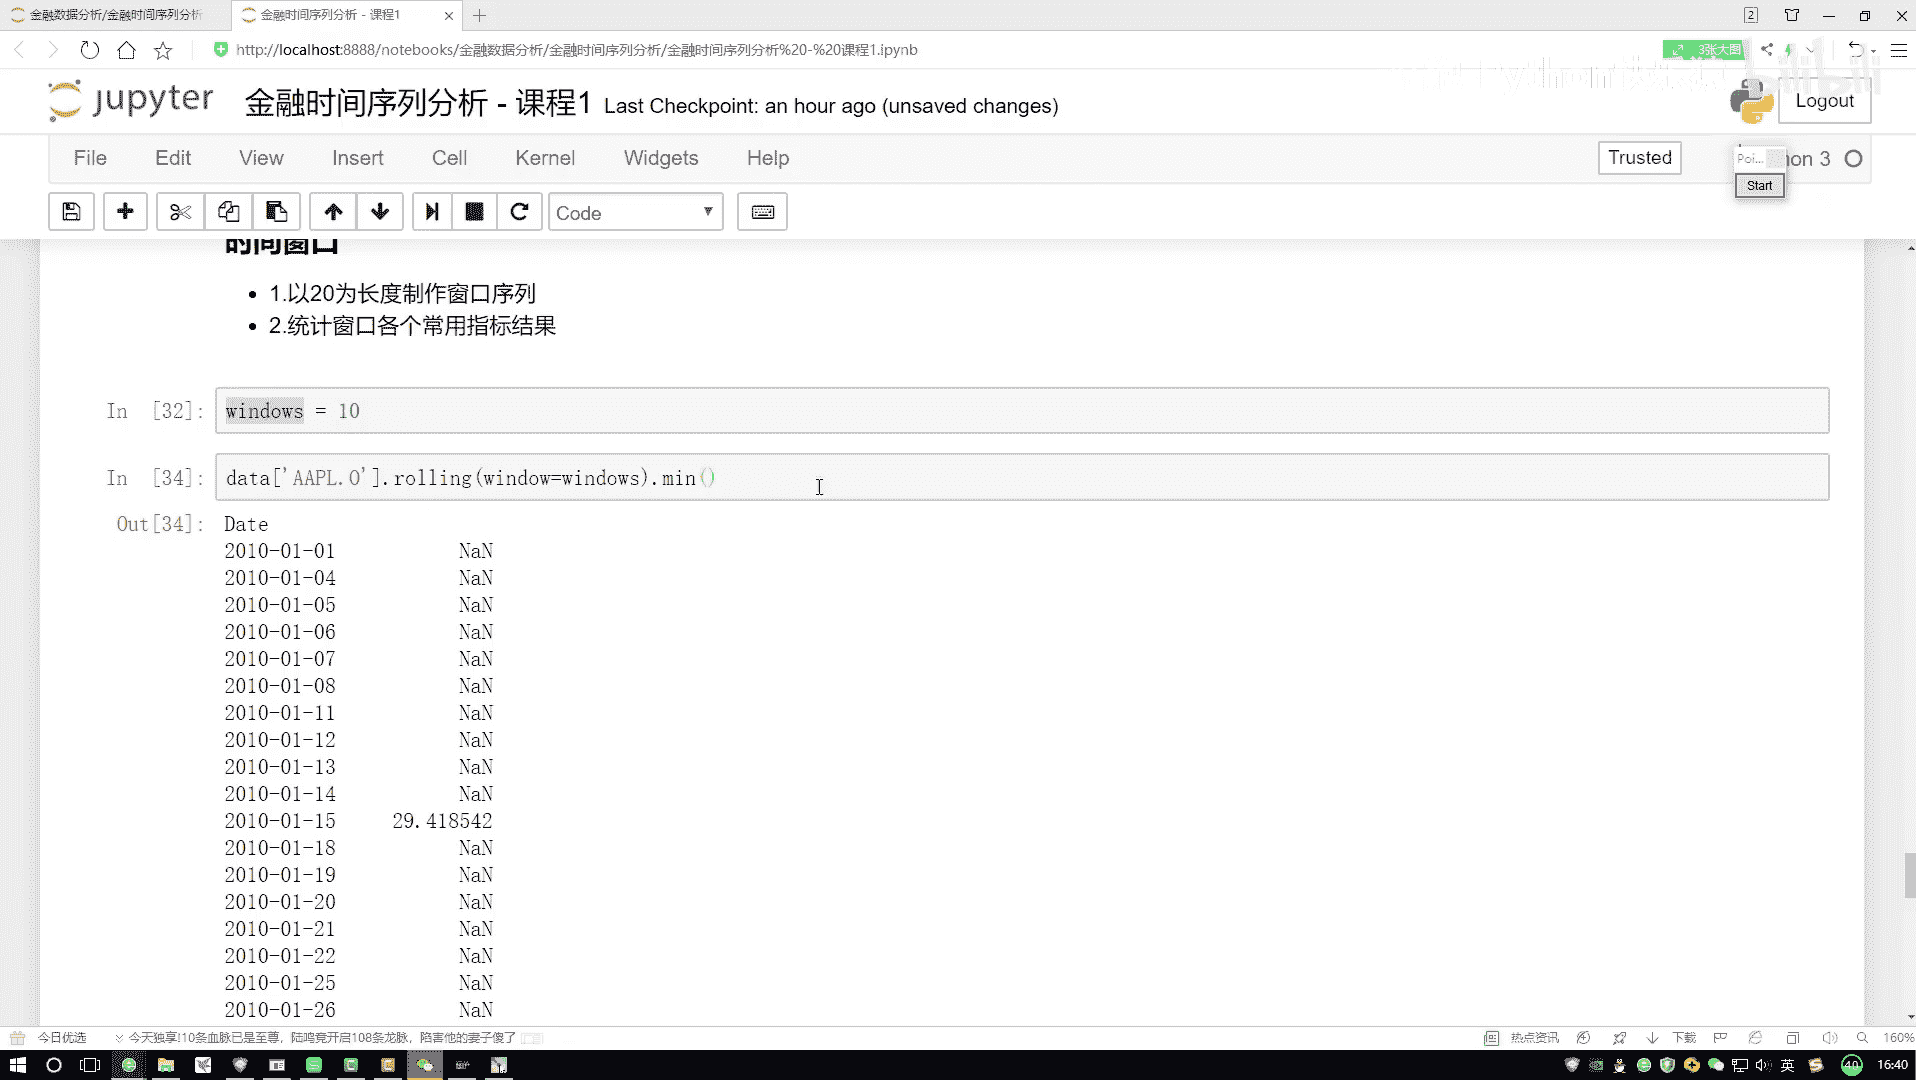 金融数据分析/金融时间序列分析
金融时间序列分析 - 课程1
2
http://localhost:8888/notebooks/金融数据分析/金融时间序列分析/金融时间序列分析%20-%20课程1.ipynb
3张大图
bilibili
jupyter 金融时间序列分析 - 课程1 Last Checkpoint: an hour ago (unsaved changes)
Logout
File Edit View Insert Cell Kernel Widgets Help
Trusted
Poi...
hon 3
Start
Code
时间窗口
• 1.以20为长度制作窗口序列
• 2.统计窗口各个常用指标结果
In [32]: windows = 10
In [34]: data['AAPL.O'].rolling(window=windows).min()
Out[34]: Date
2010-01-01 NaN
2010-01-04 NaN
2010-01-05 NaN
2010-01-06 NaN
2010-01-07 NaN
2010-01-08 NaN
2010-01-11 NaN
2010-01-12 NaN
2010-01-13 NaN
2010-01-14 NaN
2010-01-15 29.418542
2010-01-18 NaN
2010-01-19 NaN
2010-01-20 NaN
2010-01-21 NaN
2010-01-22 NaN
2010-01-25 NaN
2010-01-26 NaN
今日优选
今天独享!10条血脉已是至尊，陆鸣竟开启108条龙脉，陷害他的妻子傻了
热点资讯
下载
160%
英
40
16:40